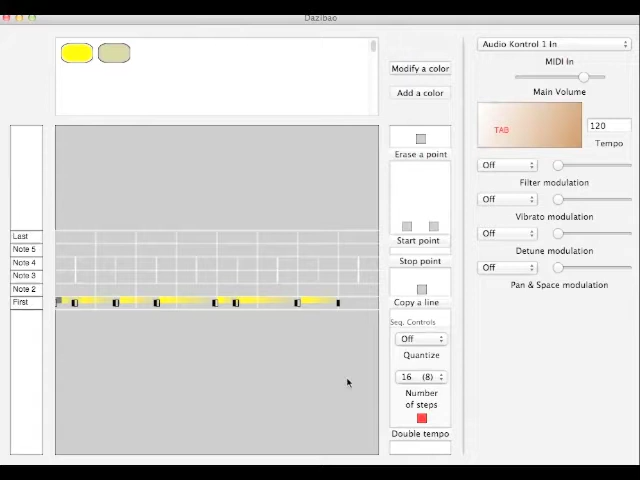 Dazibao
Modify a color
Add a color
Erase a point
Start point
Stop point
Copy a line
Seq. Controls
Off
Quantize
16 (8)
Number
of steps
Double tempo
Last
Note 5
Note 4
Note 3
Note 2
First
Audio Kontrol 1 In
MIDI In
Main Volume
TAB
120
Tempo
Off
Filter modulation
Off
Vibrato modulation
Off
Detune modulation
Off
Pan & Space modulation